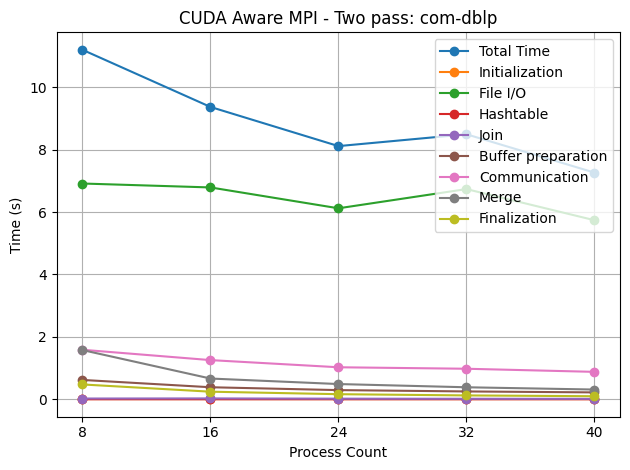 CUDA Aware MPI - Two pass: com-dblp
Total Time
Initialization
File I/O
Hashtable
Join
Buffer preparation
Communication
Merge
Finalization
Time (s)
10
8
6
4
2
0
8 16 24 32 40
Process Count